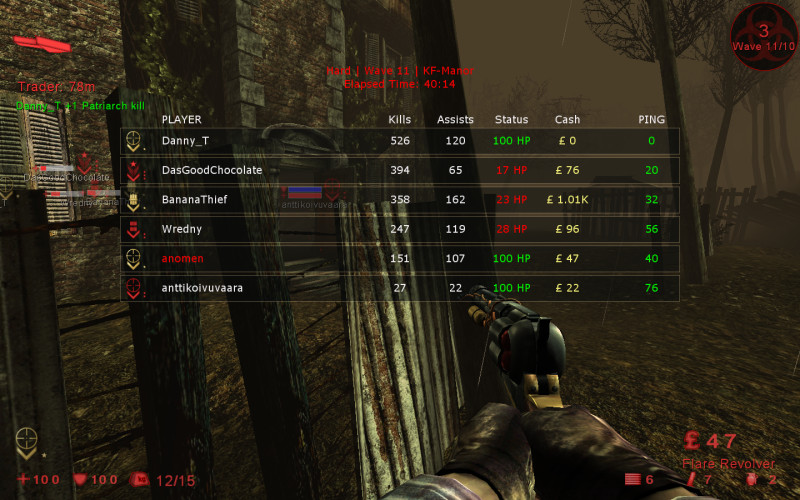 3
Wave 11/10
Hard | Wave 11 | KF-Manor
Elapsed Time: 40:14
Trader: 78m
Danny_T +1 Patriarch kill
PLAYER Kills Assists Status Cash PING
Danny_T 526 120 100 HP £ 0 0
DasGoodChocolate 394 65 17 HP £ 76 20
BananaThief 358 162 23 HP £ 1.01K 32
Wredny 247 119 28 HP £ 96 56
anomen 151 107 100 HP £ 47 40
anttikoivuvaara 27 22 100 HP £ 22 76
DasGoodChocolate
anttikoivuvaara
£ 47
Flare Revolver
100 100 12/15
6 7 2